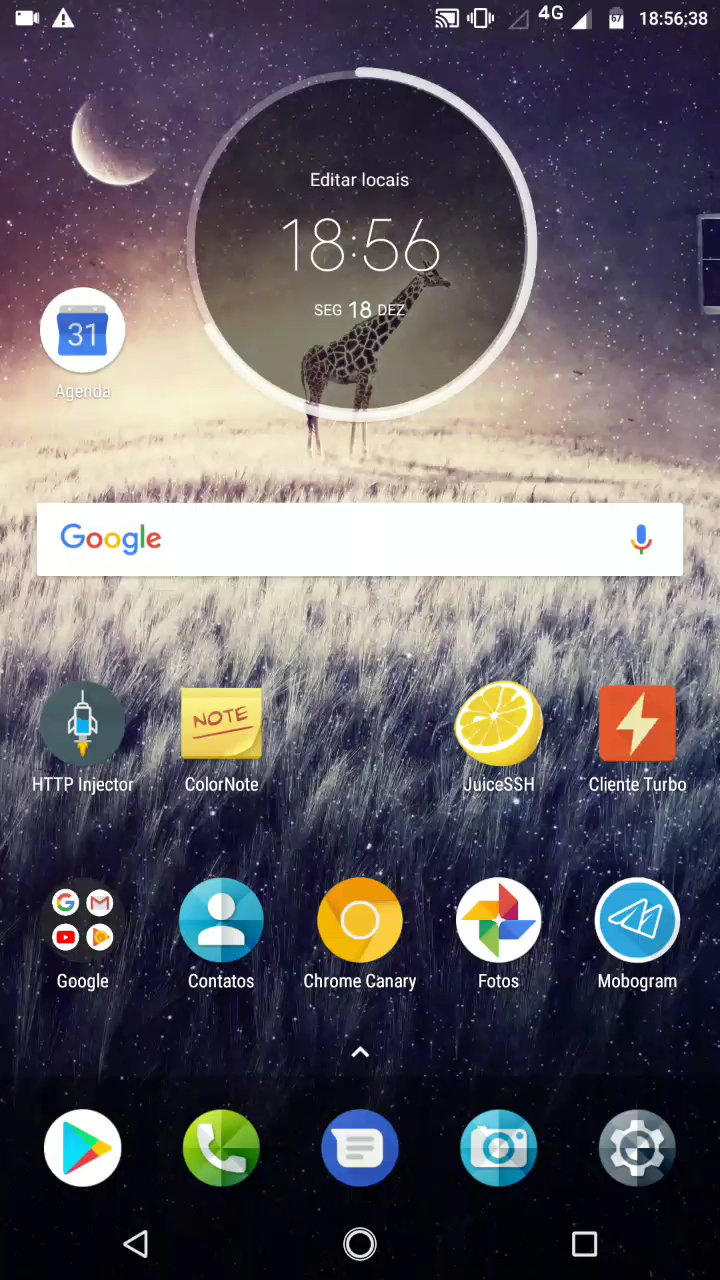 4G 67 18:56:38
Editar locais
18:56
SEG 18 DEZ
31
Agenda
Google
NOTE
HTTP Injector ColorNote JuiceSSH Cliente Turbo
Google Contatos Chrome Canary Fotos Mobogram